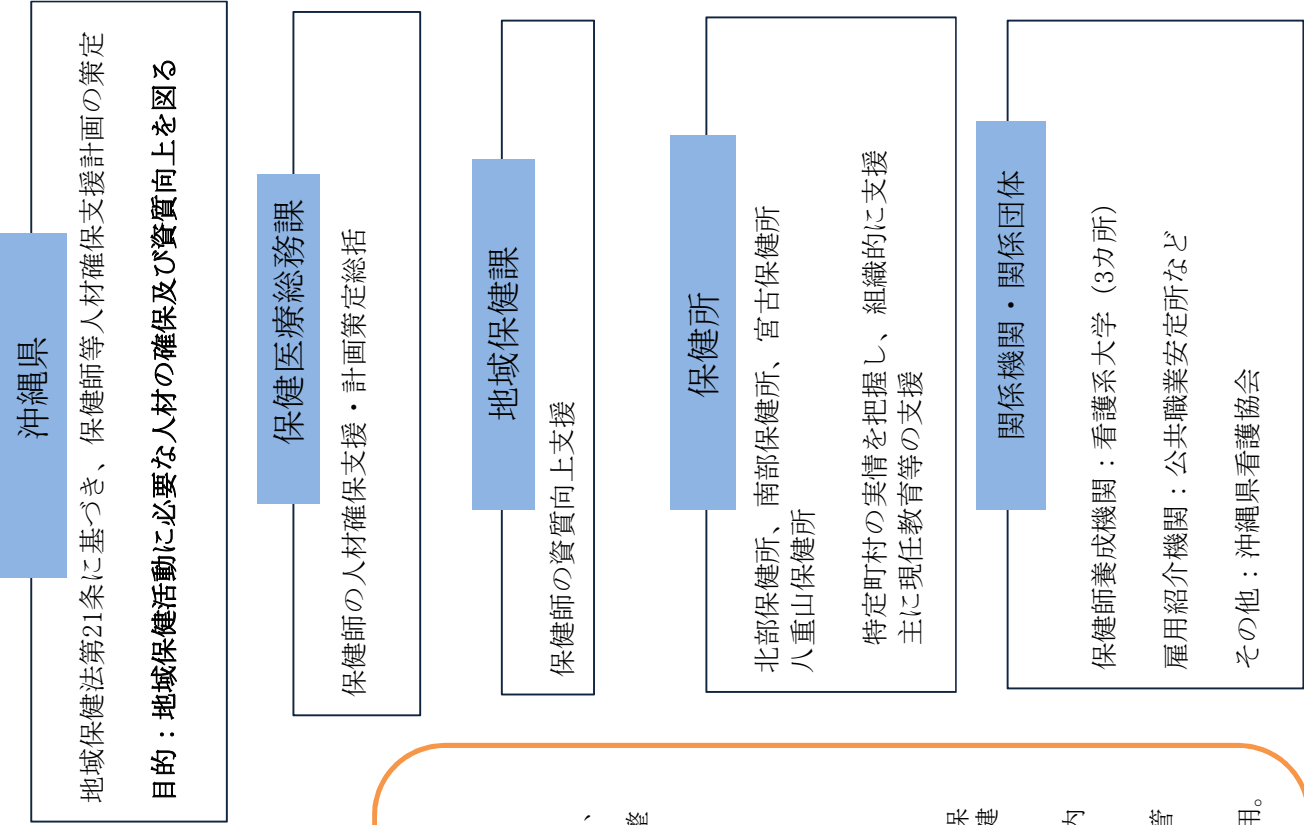 沖縄県
地域保健法第21条に基づき、保健師等人材確保支援計画の策定
目的：地域保健活動に必要な人材の確保及び資質向上を図る
保健医療総務課
保健師の人材確保支援・計画策定総括
地域保健課
保健師の資質向上支援
保健所
北部保健所、南部保健所、宮古保健所
八重山保健所
特定町村の実情を把握し、組織的に支援
主に現任教育等の支援
関係機関・関係団体
保健師養成機関：看護系大学（3カ所）
雇用紹介機関：公共職業安定所など
その他：沖縄県看護協会
、
整
保
健
内
管
用。